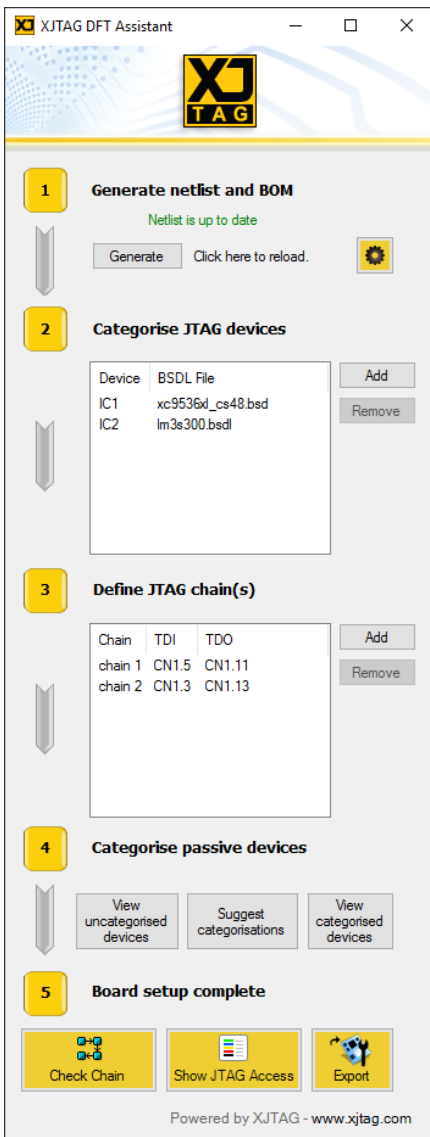 XJTAG DFT Assistant
XJ
TAG
1
Generate netlist and BOM
Netlist is up to date
Generate
Click here to reload.
2
Categorise JTAG devices
Device BSDL File
IC1 xc9536xl_cs48.bsd
IC2 lm3s300.bsdl
Add
Remove
3
Define JTAG chain(s)
Chain TDI TDO
chain 1 CN1.5 CN1.11
chain 2 CN1.3 CN1.13
Add
Remove
4
Categorise passive devices
View
uncategorised
devices
Suggest
categorisations
View
categorised
devices
5
Board setup complete
Check Chain
Show JTAG Access
Export
Powered by XJTAG - www.xjtag.com